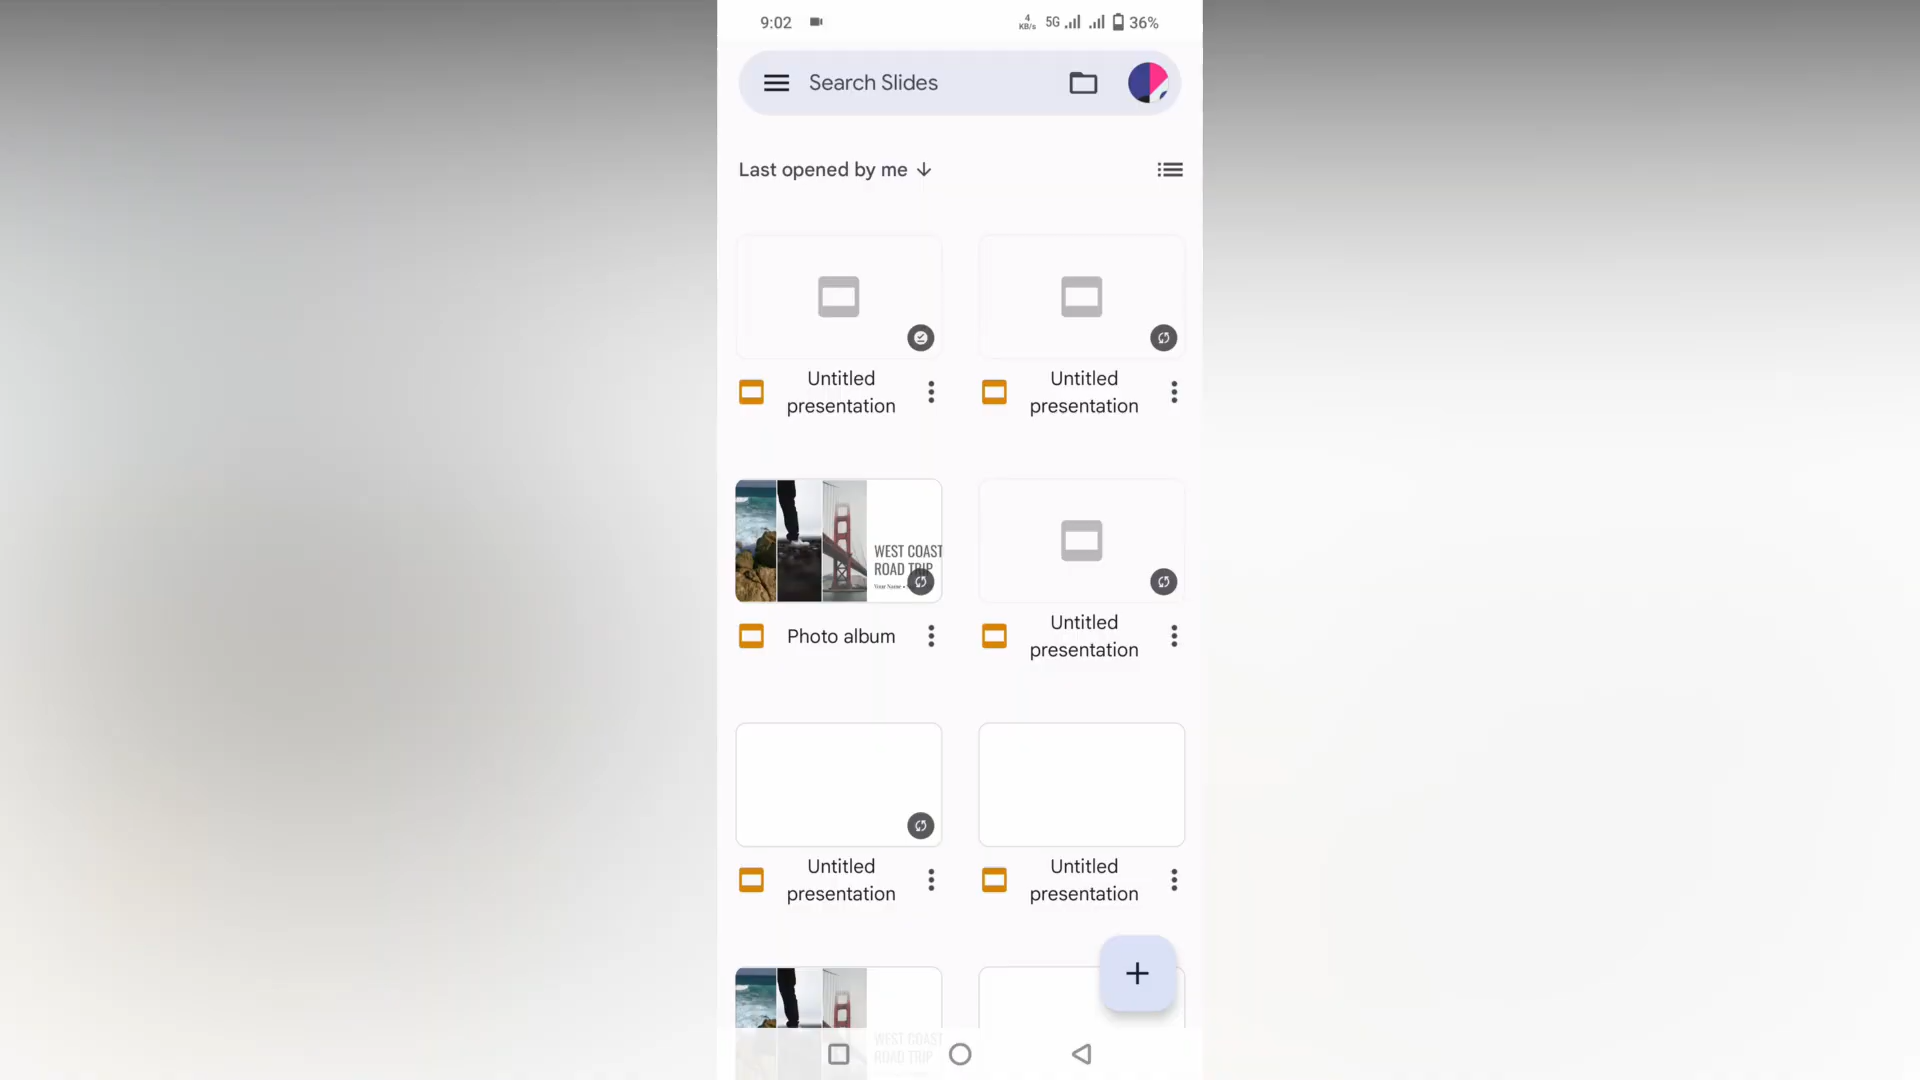 9:02
4
KB/s
5G
36%
Search Slides
Last opened by me
Untitled
presentation
Untitled
presentation
WEST COAST
ROAD TRIP
Your Name •
Photo album
Untitled
presentation
Untitled
presentation
Untitled
presentation
WEST COAST
ROAD TRIP